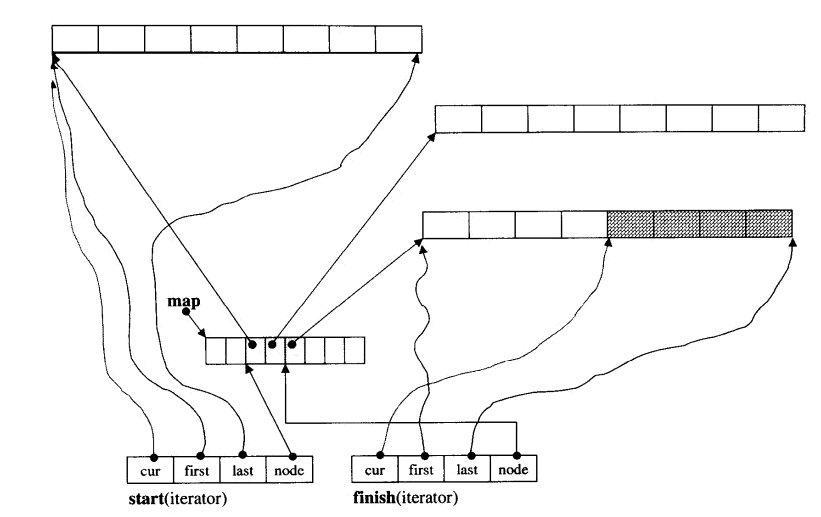 map
cur first last node
start(iterator)
cur first last node
finish(iterator)